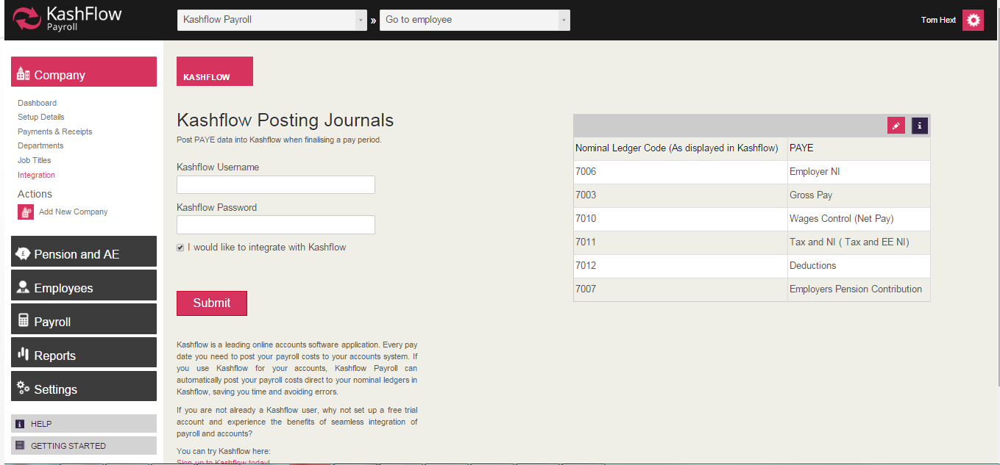 KashFlow
Payroll
Kashflow Payroll
»
Go to employee
Tom Hext
Company
Dashboard
Setup Details
Payments & Receipts
Departments
Job Titles
Integration
Actions
Add New Company
Pension and AE
Employees
Payroll
Reports
Settings
HELP
GETTING STARTED
KASHFLOW
Kashflow Posting Journals
Post PAYE data into Kashflow when finalising a pay period.
Kashflow Username
Kashflow Password
I would like to integrate with Kashflow
Submit
Kashflow is a leading online accounts software application. Every pay
date you need to post your payroll costs to your accounts system. If
you use Kashflow for your accounts, Kashflow Payroll can
automatically post your payroll costs direct to your nominal ledgers in
Kashflow, saving you time and avoiding errors.
If you are not already a Kashflow user, why not set up a free trial
account and experience the benefits of seamless integration of
payroll and accounts?
You can try Kashflow here:
Sign-up to Kashflow today!
Nominal Ledger Code (As displayed in Kashflow) PAYE
7006 Employer NI
7003 Gross Pay
7010 Wages Control (Net Pay)
7011 Tax and NI ( Tax and EE NI)
7012 Deductions
7007 Employers Pension Contribution